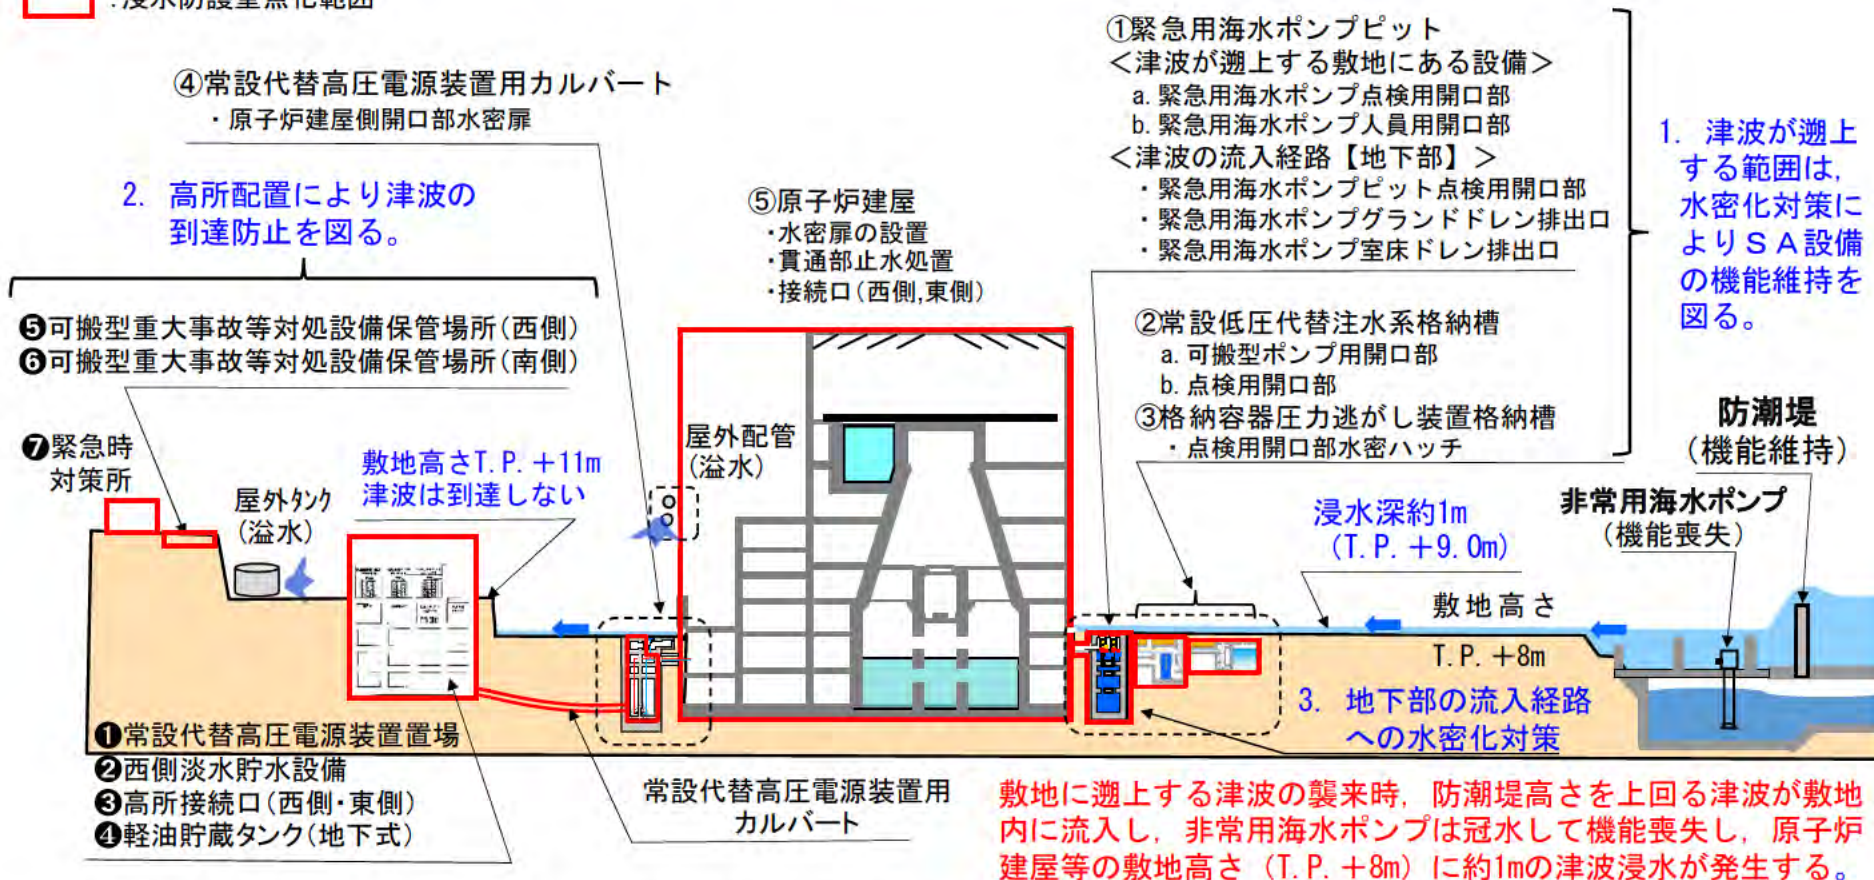 :浸水防護重点化範囲
④常設代替高圧電源装置用カルバート
・原子炉建屋側開口部水密扉
2. 高所配置により津波の
到達防止を図る。
❺可搬型重大事故等対処設備保管場所(西側)
❻可搬型重大事故等対処設備保管場所(南側)
❼緊急時
対策所
屋外タンク
(溢水)
敷地高さT.P.+11m
津波は到達しない
⑤原子炉建屋
・水密扉の設置
・貫通部止水処置
・接続口(西側,東側)
屋外配管
(溢水)
①緊急用海水ポンプピット
<津波が遡上する敷地にある設備>
a. 緊急用海水ポンプ点検用開口部
b. 緊急用海水ポンプ人員用開口部
<津波の流入経路【地下部】>
・緊急用海水ポンプピット点検用開口部
・緊急用海水ポンプグランドドレン排出口
・緊急用海水ポンプ室床ドレン排出口
②常設低圧代替注水系格納槽
a. 可搬型ポンプ用開口部
b. 点検用開口部
③格納容器圧力逃がし装置格納槽
・点検用開口部水密ハッチ
1. 津波が遡上
する範囲は,
水密化対策に
よりSA設備
の機能維持を
図る。
防潮堤
(機能維持)
非常用海水ポンプ
(機能喪失)
浸水深約1m
(T.P.+9.0m)
敷地高さ
T.P.+8m
3. 地下部の流入経路
への水密化対策
❶常設代替高圧電源装置置場
❷西側淡水貯水設備
❸高所接続口(西側・東側)
❹軽油貯蔵タンク(地下式)
常設代替高圧電源装置用
カルバート
敷地に遡上する津波の襲来時,防潮堤高さを上回る津波が敷地
内に流入し,非常用海水ポンプは冠水して機能喪失し,原子炉
建屋等の敷地高さ(T.P.+8m)に約1mの津波浸水が発生する。